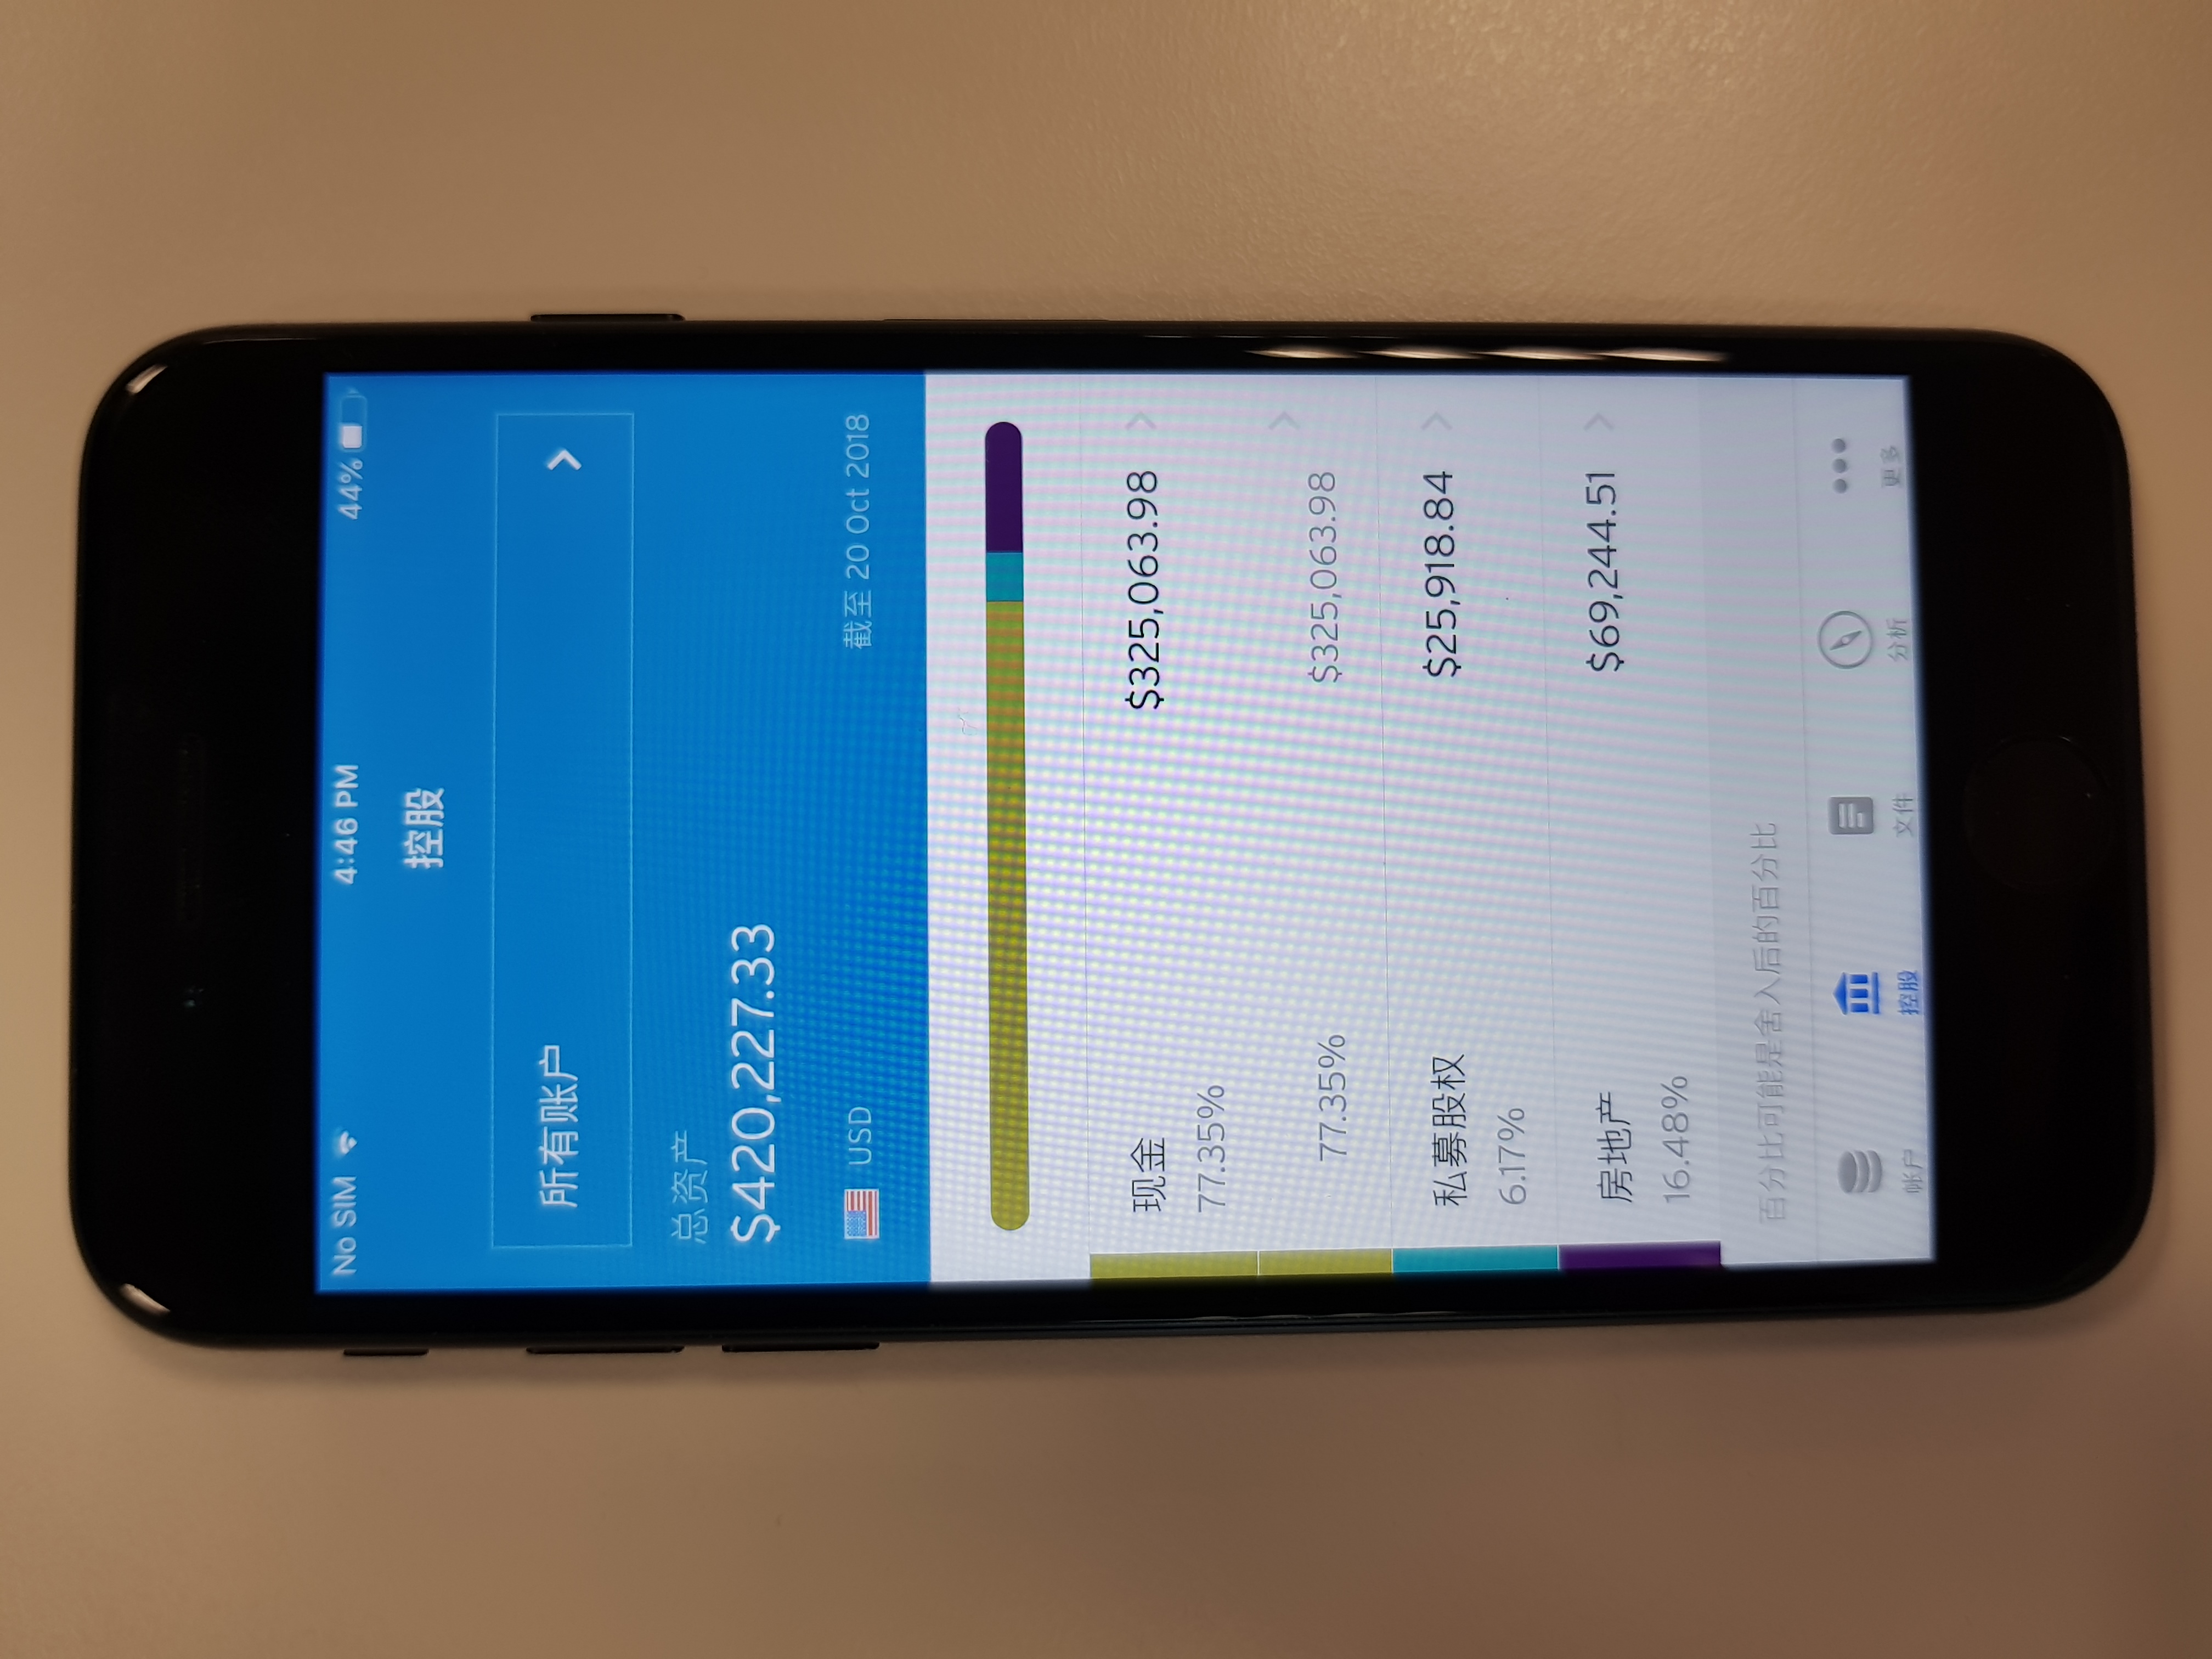 No SIM 4:46 PM 44%
控股
所有账户
总资产
$420,227.33
USD 截至 20 Oct 2018
现金 $325,063.98
77.35%
77.35% $325,063.98
私募股权 $25,918.84
6.17%
房地产 $69,244.51
16.48%
百分比可能是舍入后的百分比
帐户 控股 文件 分析 更多